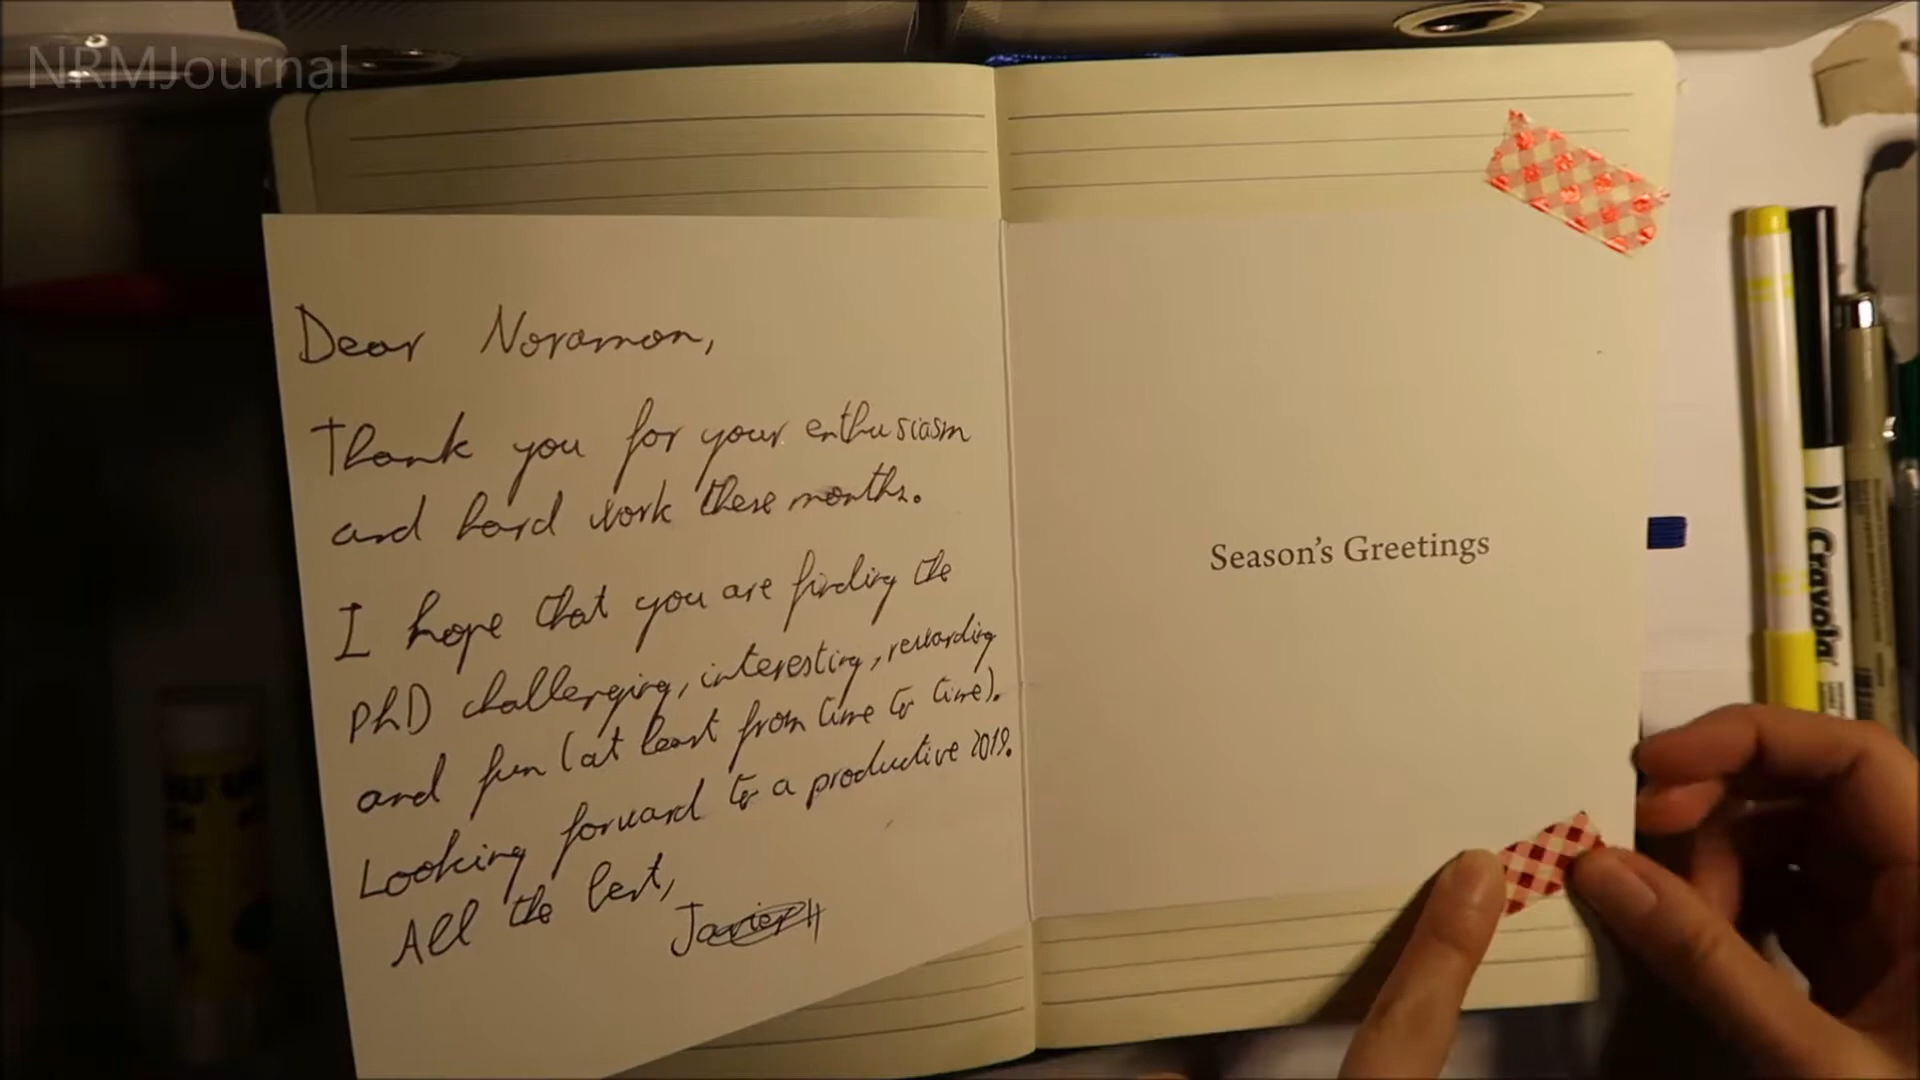 NRMJournal
Dear Noramon,
Thank you for your enthusiasm
and hard work these months.
I hope that you are finding the
PhD challenging, interesting, rewarding
and fun (at least from time to time).
Looking forward to a productive 2019.
All the best,
Javier H
Season's Greetings
Crayola